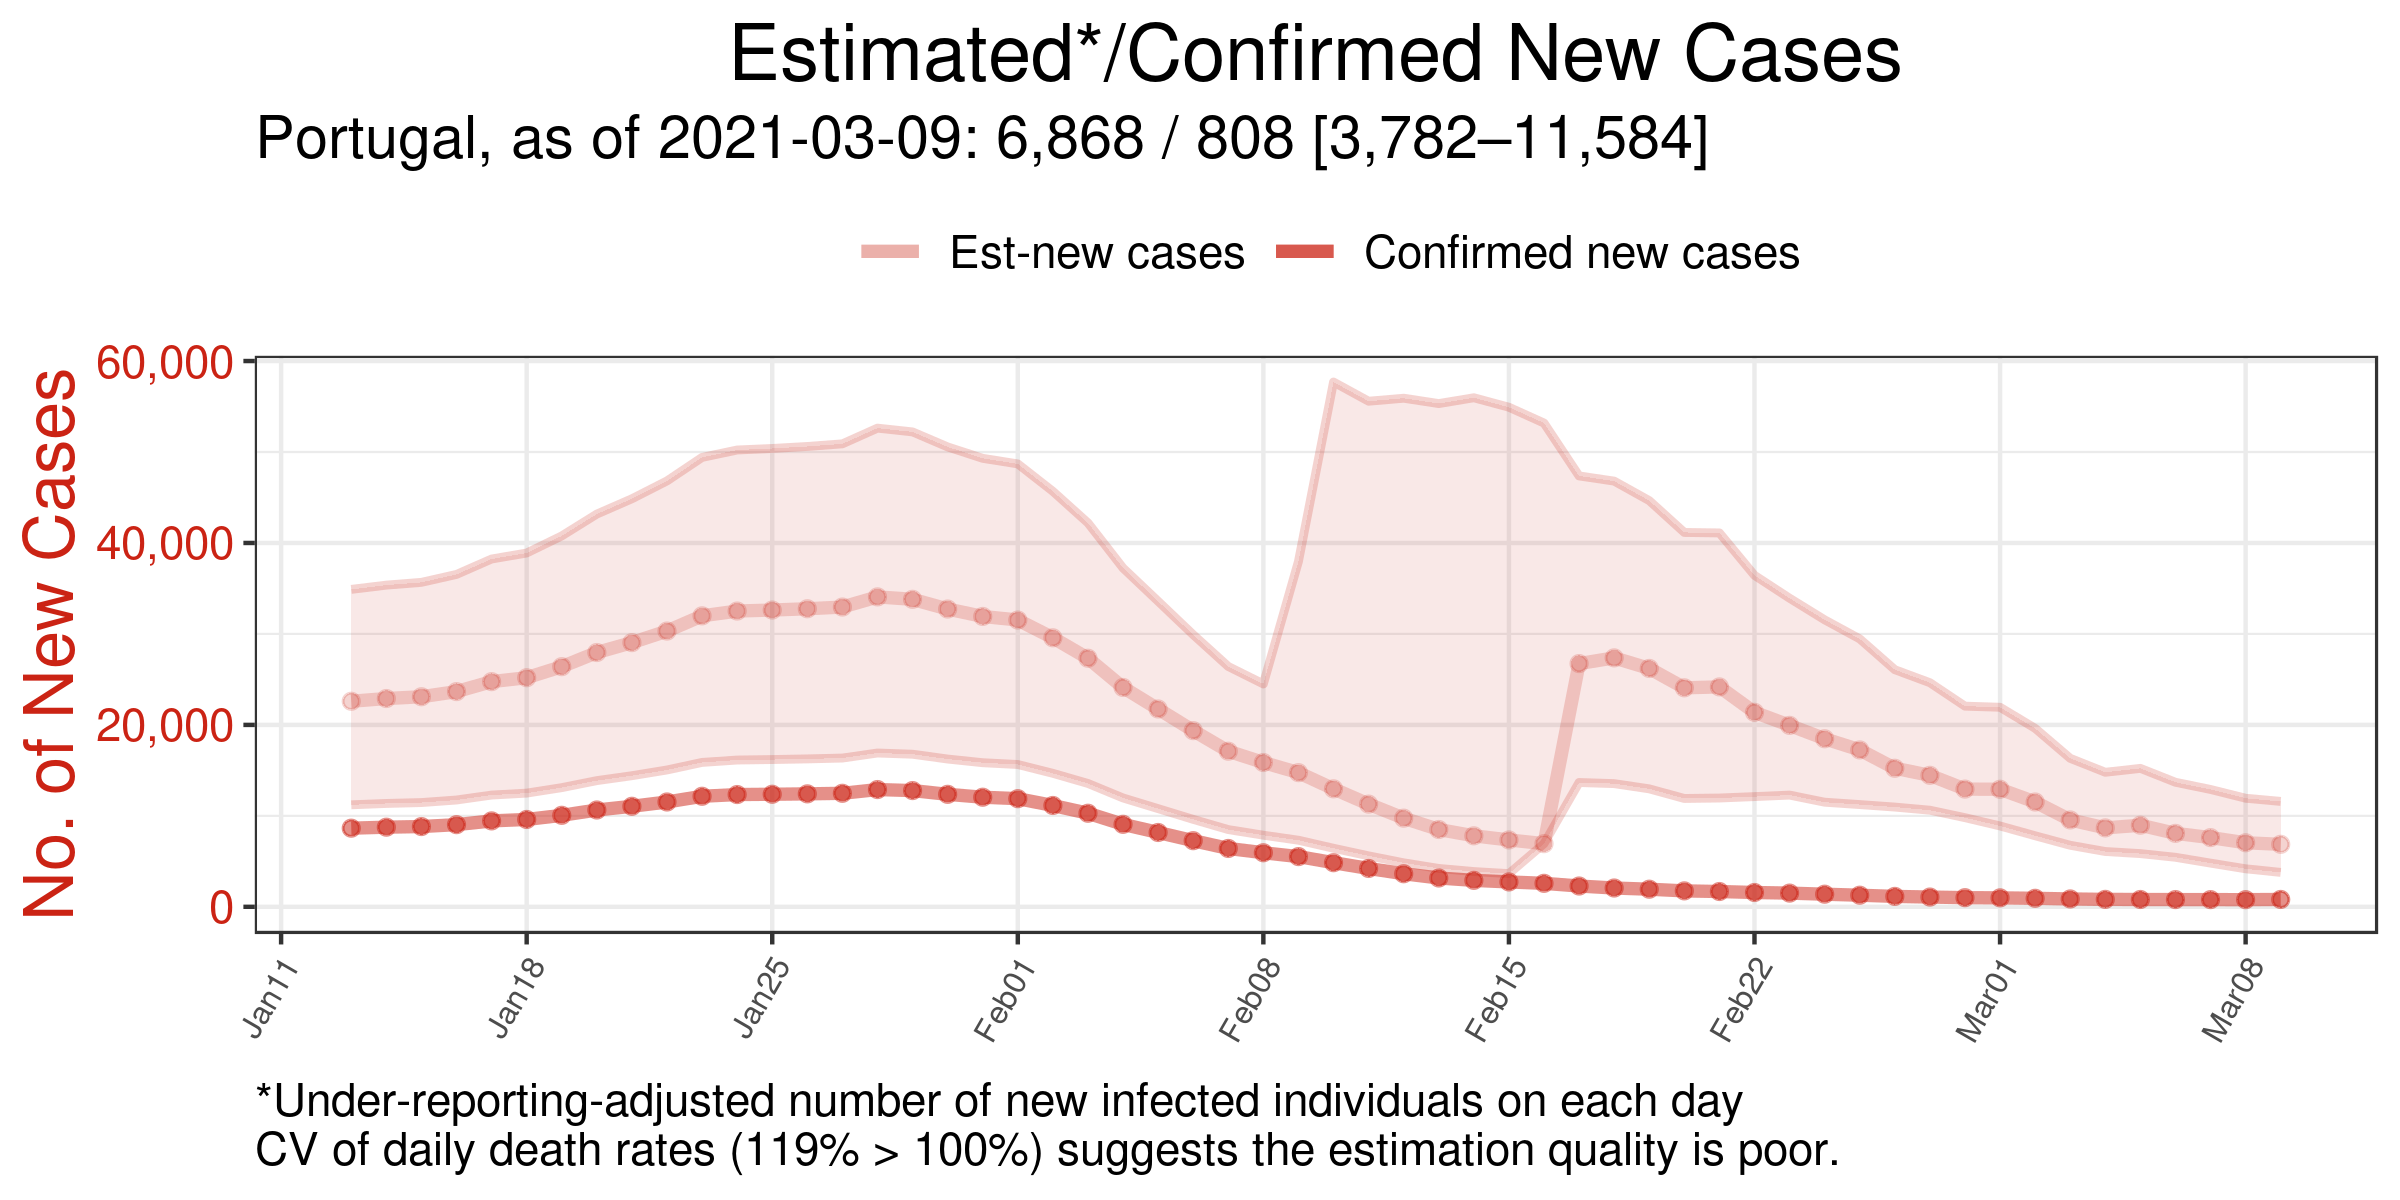 Estimated*/Confirmed New Cases
Portugal, as of 2021-03-09: 6,868 / 808 [3,782–11,584]
Est-new cases
Confirmed new cases
No. of New Cases
60,000
40,000
20,000
0
Jan11
Jan18
Jan25
Feb01
Feb08
Feb15
Feb22
Mar01
Mar08
*Under-reporting-adjusted number of new infected individuals on each day
CV of daily death rates (119% > 100%) suggests the estimation quality is poor.